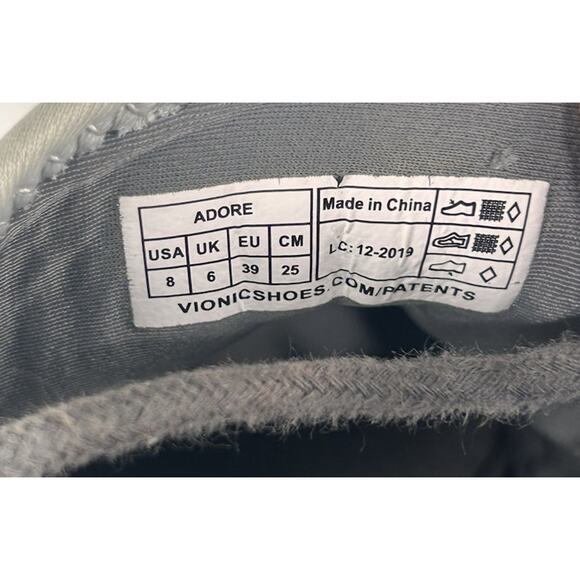 ADORE
USA UK EU CM
8 6 39 25
Made in China
LC: 12-2019
VIONICSHOES.COM/PATENTS